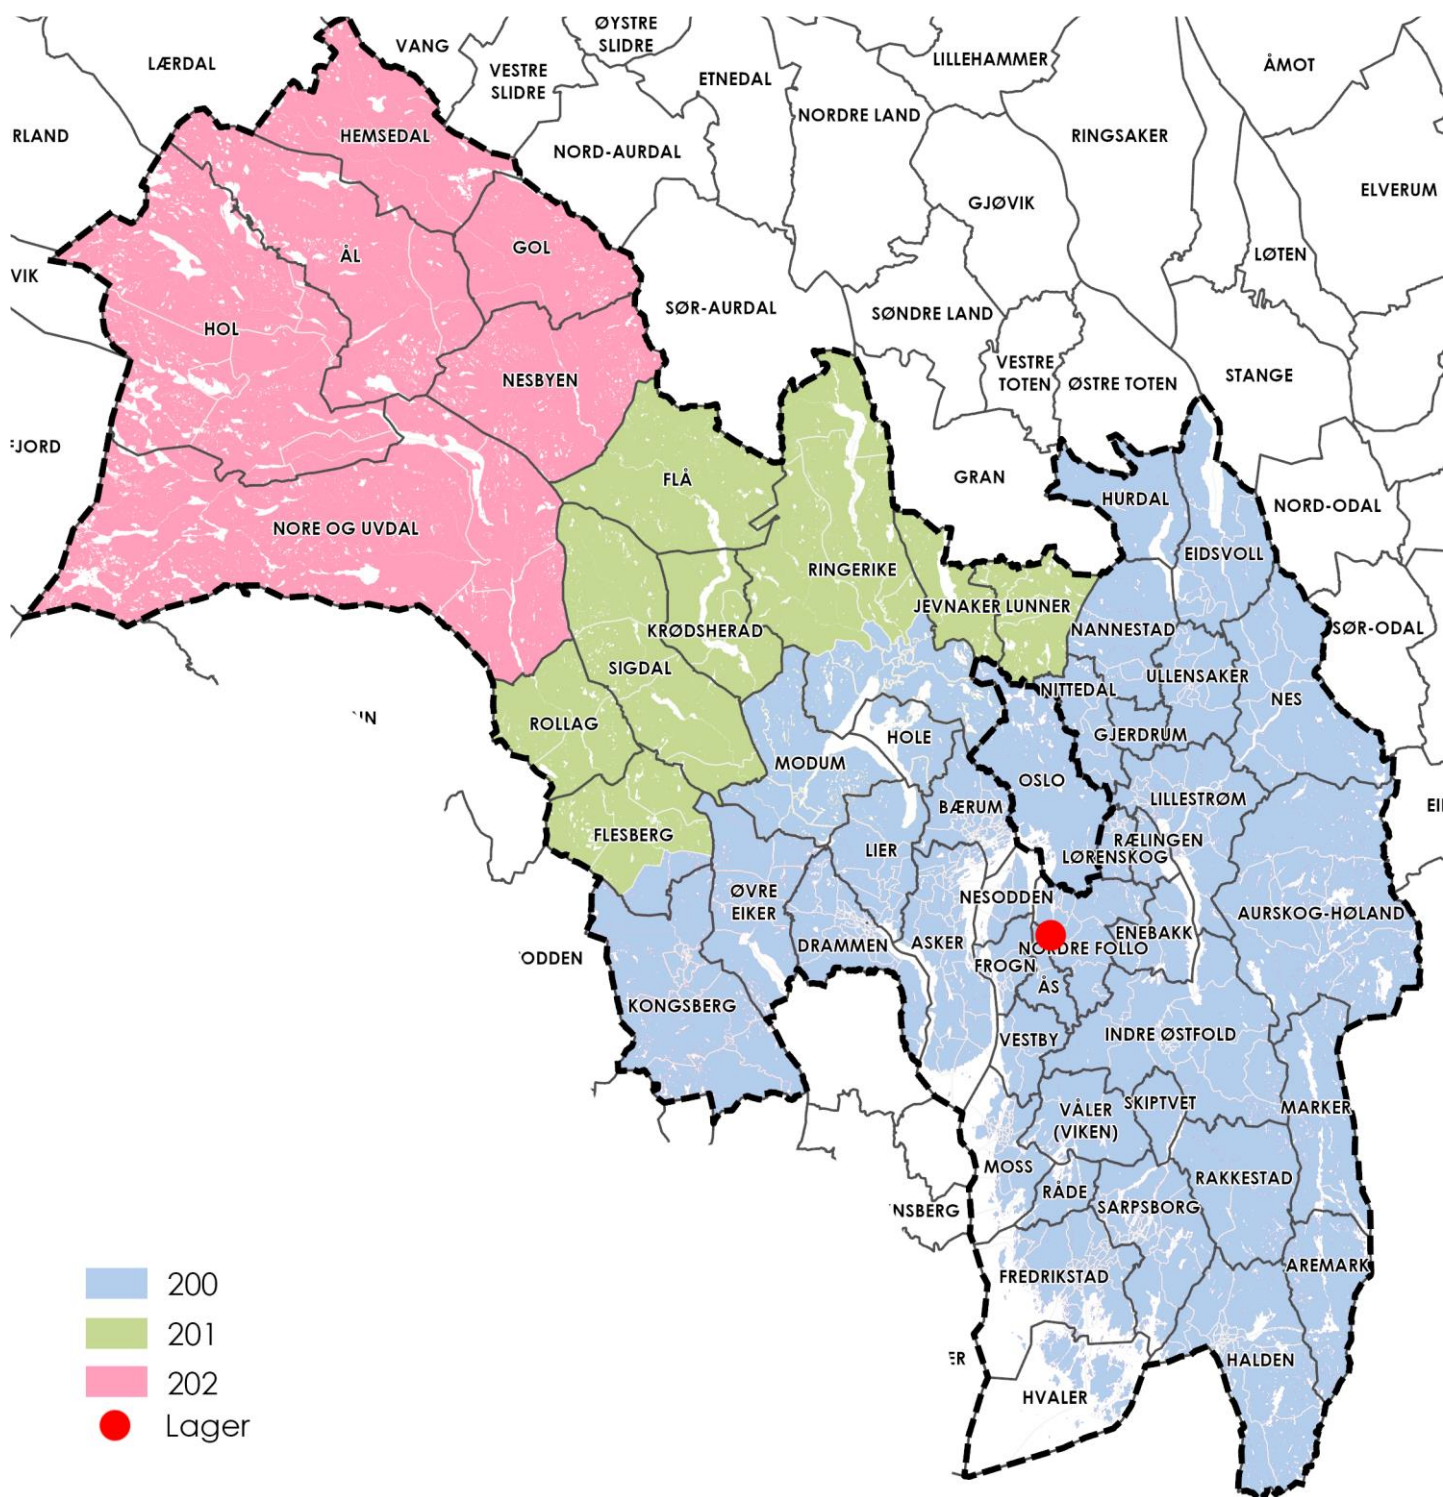 ØYSTRE
SLIDRE
VANG
LILLEHAMMER
LÆRDAL
VESTRE
SLIDRE
ETNEDAL
ÅMOT
NORDRE LAND
RLAND
HEMSEDAL
RINGSAKER
NORD-AURDAL
ELVERUM
GJØVIK
GOL
ÅL
LØTEN
VIK
SØR-AURDAL
SØNDRE LAND
HOL
VESTRE
TOTEN
NESBYEN
ØSTRE TOTEN
STANGE
FJORD
FLÅ
GRAN
HURDAL
NORD-ODAL
NORE OG UVDAL
EIDSVOLL
RINGERIKE
JEVNAKER
LUNNER
KRØDSHERAD
NANNESTAD
SØR-ODAL
SIGDAL
ULLENSAKER
NITTEDAL
NES
ROLLAG
GJERDRUM
HOLE
MODUM
OSLO
LILLESTRØM
BÆRUM
FLESBERG
RÆLINGEN
LIER
LØRENSKOG
ØVRE
EIKER
NESODDEN
AURSKOG-HØLAND
ENEBAKK
DRAMMEN
ASKER
NORDRE FOLLO
ODDEN
FROGN
ÅS
KONGSBERG
VESTBY
INDRE ØSTFOLD
SKIPTVET
MARKER
VÅLER
(VIKEN)
MOSS
RAKKESTAD
RÅDE
SARPSBORG
NSBERG
AREMARK
FREDRIKSTAD
200
201
HALDEN
202
HVALER
Lager